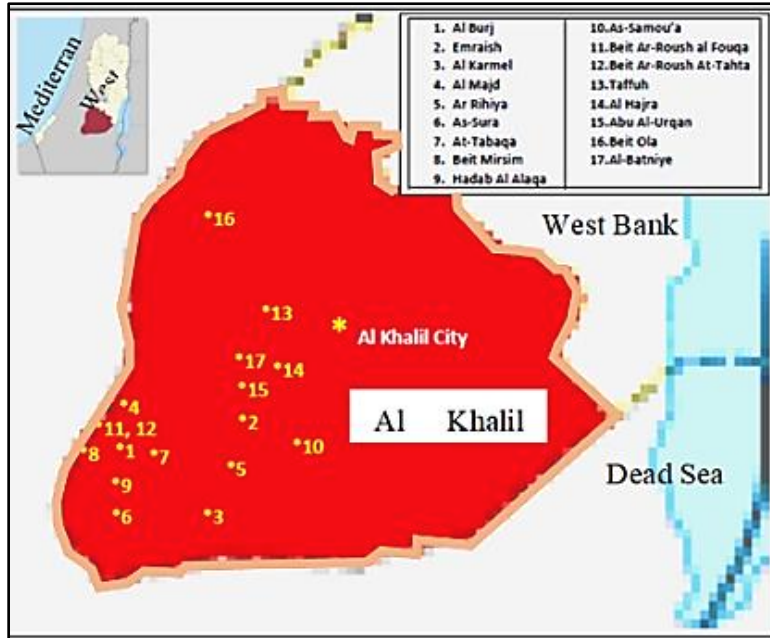 Mediterran
West
1. Al Burj
2. Emraish
3. Al Karmel
4. Al Majd
5. Ar Rihiya
6. As-Sura
7. At-Tabaqa
8. Beit Mirsim
9. Hadab Al Alaqa
10.As-Samou'a
11.Beit Ar-Roush al Fouqa
12.Beit Ar-Roush At-Tahta
13.Taffuh
14.Al Hajra
15.Abu Al-Urqan
16.Beit Ola
17.Al-Batniye
West Bank
16
13
Al Khalil City
17
14
15
4
Al Khalil
11, 12
2
10
8
1
7
5
Dead Sea
9
6
3